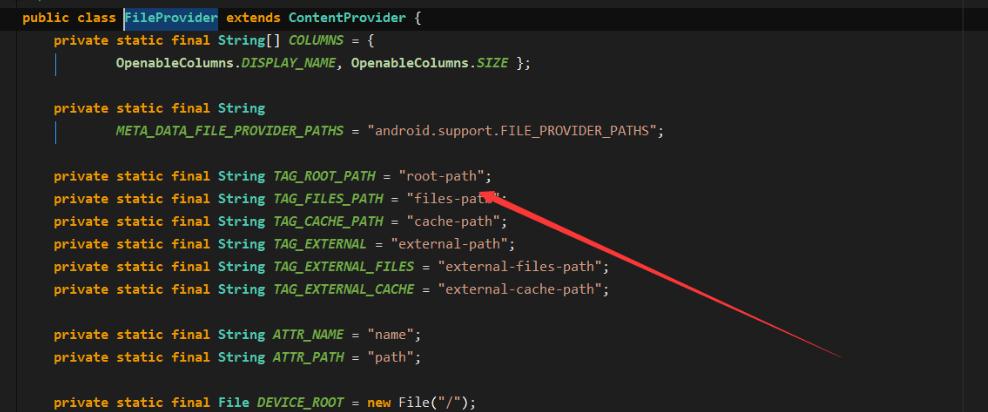 public class FileProvider extends ContentProvider {
private static final String[] COLUMNS = {
OpenableColumns.DISPLAY_NAME, OpenableColumns.SIZE };
private static final String
META_DATA_FILE_PROVIDER_PATHS = "android.support.FILE_PROVIDER_PATHS";
private static final String TAG_ROOT_PATH = "root-path";
private static final String TAG_FILES_PATH = "files-path";
private static final String TAG_CACHE_PATH = "cache-path";
private static final String TAG_EXTERNAL = "external-path";
private static final String TAG_EXTERNAL_FILES = "external-files-path";
private static final String TAG_EXTERNAL_CACHE = "external-cache-path";
private static final String ATTR_NAME = "name";
private static final String ATTR_PATH = "path";
private static final File DEVICE_ROOT = new File("/");